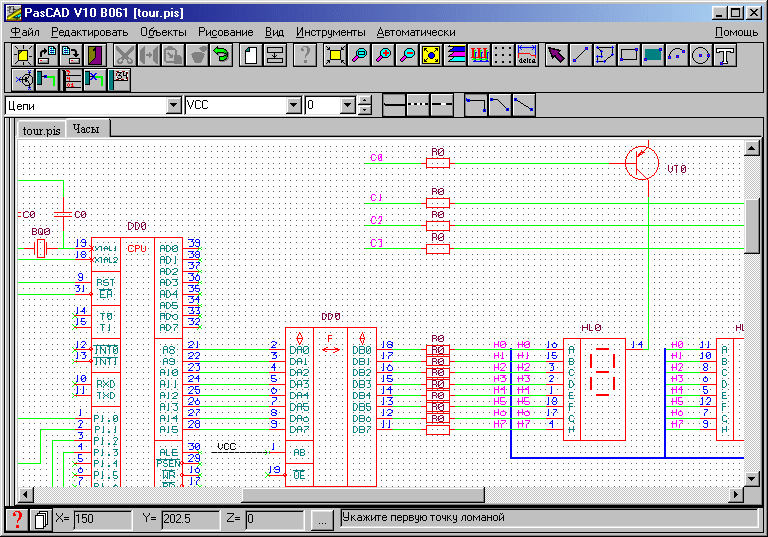 PasCAD V10 B061 [tour.pis]
Файл Редактировать Объекты Рисование Вид Инструменты Автоматически Помощь
delta
Цепи VCC 0
tour.pis Часы
C0 R0
VT0
C1 R0
C2 R0
C3 R0
C0 C0
BQ0
DD0
19 XTAL1 CPU AD0 39
18 XTAL2 AD1 38
AD2 37
9 RST AD3 36
31 EA AD4 35
AD5 34
14 T0 AD6 33
15 T1 AD7 32
DD0 HL0 HL
12 INT0 A8 21 2 DA0 F DB0 18 R0 H0 H0 16 A 14 H0 11 A
13 INT1 A9 22 3 DA1 <-> DB1 17 R0 H1 H1 15 B H1 10 B
A10 23 4 DA2 DB2 16 R0 H2 H2 3 C H2 8 C
10 RXD A11 24 5 DA3 DB3 15 R0 H3 H3 2 D H3 6 D
11 TXD A12 25 6 DA4 DB4 14 R0 H4 H4 1 E H4 5 E
A13 26 7 DA5 DB5 13 R0 H5 H5 18 F H5 12 F
1 P1.0 A14 27 8 DA6 DB6 12 R0 H6 H6 17 G H6 7 G
2 P1.1 A15 28 9 DA7 DB7 11 R0 H7 H7 4 H H7 9 H
3 P1.2
4 P1.3 ALE 30 VCC 1 AB
5 P1.4 PSEN 29
6 P1.5 WR 16 19 OE
7 P1.6 RD 17
X= 150 Y= 202.5 Z= 0 ... Укажите первую точку ломаной